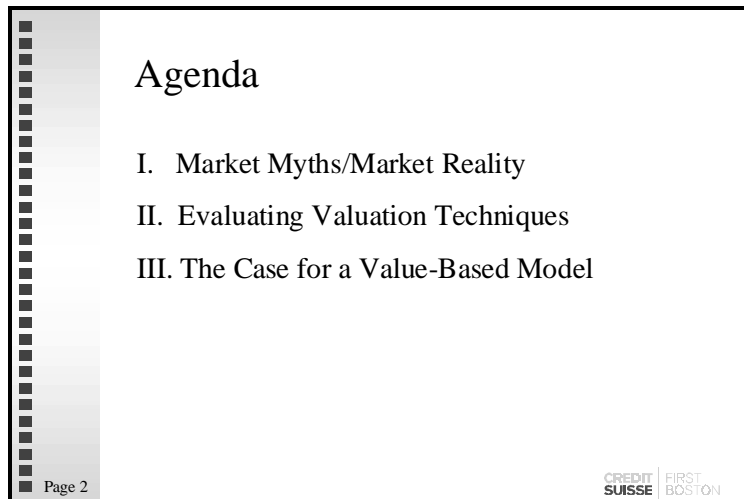 Agenda
I. Market Myths/Market Reality
II. Evaluating Valuation Techniques
III. The Case for a Value-Based Model
Page 2
CREDIT FIRST
SUISSE BOSTON